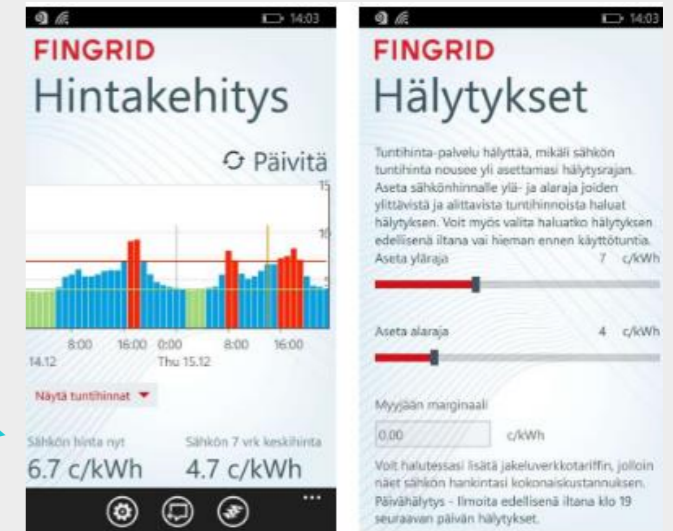 14:03
FINGRID
Hintakehitys
Päivitä
15
10
5
8:00 16:00 0:00 8:00 16:00
14.12 Thu 15.12
Näytä tuntihinnat
Sähkön hinta nyt Sähkön 7 vrk keskihinta
6.7 c/kWh 4.7 c/kWh
14:03
FINGRID
Hälytykset
Tuntihinta-palvelu hälyttää, mikäli sähkön
tuntihinta nousee yli asettamasi hälytysrajan.
Aseta sähkönhinnalle ylä- ja alaraja joiden
ylittävistä ja alittavista tuntihinnoista haluat
hälytyksen. Voit myös valita haluatko hälytyksen
edellisenä iltana vai hieman ennen käyttötuntia.
Aseta yläraja 7 c/kWh
Aseta alaraja 4 c/kWh
Myyjään marginaali
0.00 c/kWh
Voit halutessasi lisätä jakeluverkkotariffin, jolloin
näet sähkön hankintasi kokonaiskustannuksen.
Päivähälytys - Ilmoita edellisenä iltana klo 19
seuraavan päivän hälytykset.